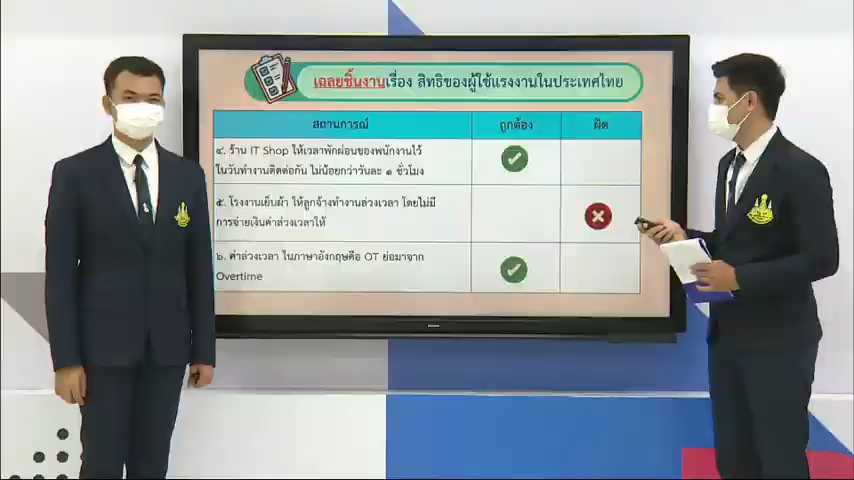 เฉลยชิ้นงานเรื่อง สิทธิของผู้ใช้แรงงานในประเทศไทย
สถานการณ์ ถูกต้อง ผิด
๔. ร้าน IT Shop ให้เวลาพักผ่อนของพนักงานไว้
ในวันทำงานติดต่อกัน ไม่น้อยกว่าวันละ ๑ ชั่วโมง
๕. โรงงานเย็บผ้า ให้ลูกจ้างทำงานล่วงเวลา โดยไม่มี
การจ่ายเงินค่าล่วงเวลาให้
๖. ค่าล่วงเวลา ในภาษาอังกฤษคือ OT ย่อมาจาก
Overtime